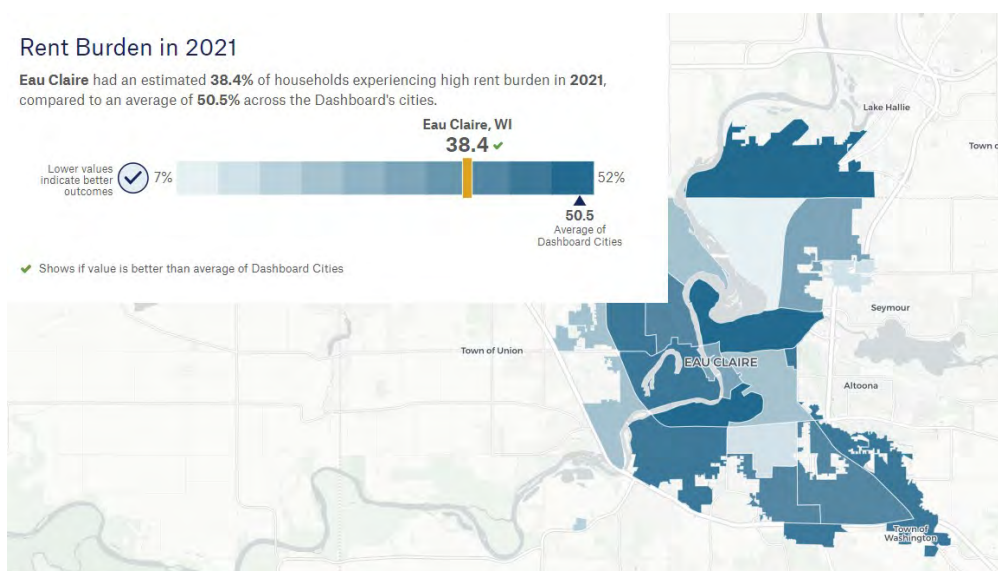 Rent Burden in 2021
Eau Claire had an estimated 38.4% of households experiencing high rent burden in 2021,
compared to an average of 50.5% across the Dashboard's cities.
Eau Claire, WI
38.4
Lower values
indicate better
outcomes
7%
52%
50.5
Average of
Dashboard Cities
Shows if value is better than average of Dashboard Cities
Lake Hallie
Town
Seymour
Town of Union
EAU CLAIRE
Altoona
Town of
Washington